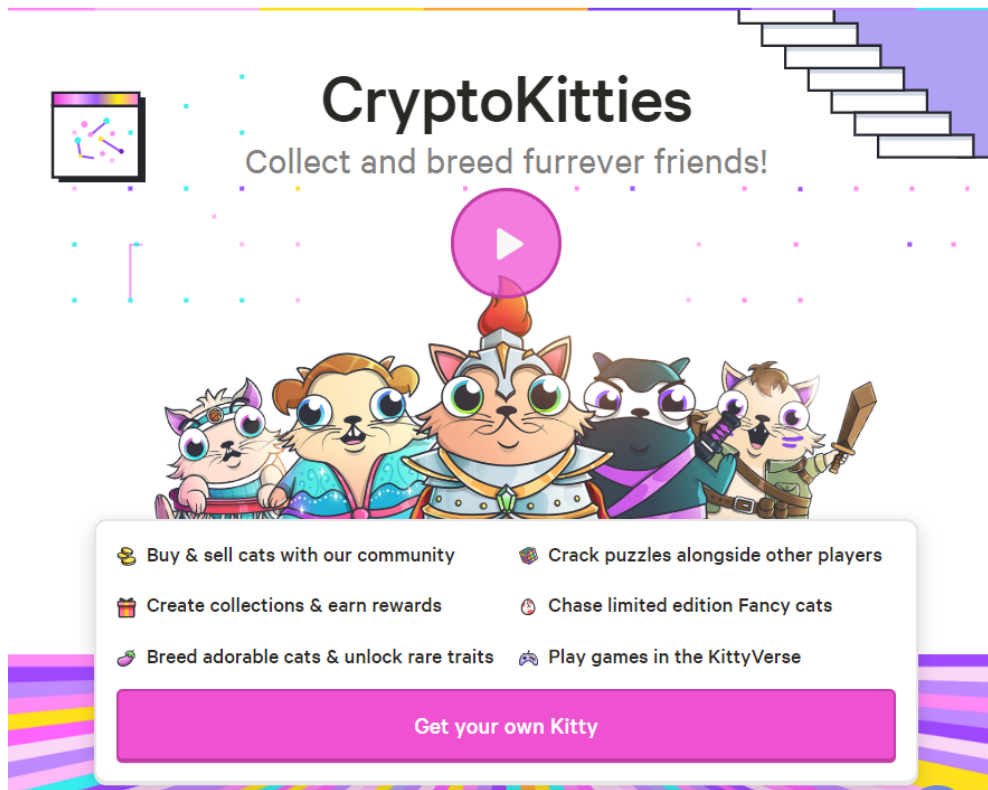 CryptoKitties
Collect and breed furrever friends!
Buy & sell cats with our community
Crack puzzles alongside other players
Create collections & earn rewards
Chase limited edition Fancy cats
Breed adorable cats & unlock rare traits
Play games in the KittyVerse
Get your own Kitty